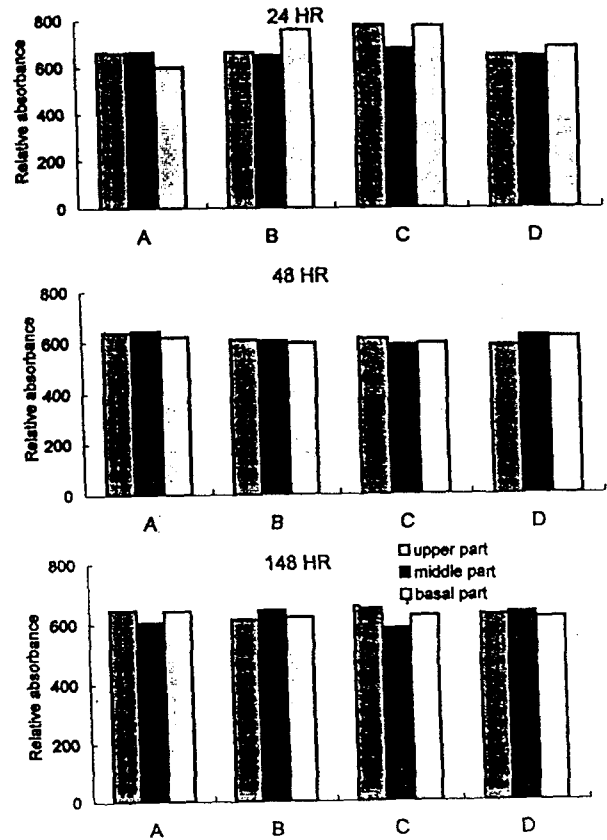 24 HR
800
600
400
200
0
Relative absorbance
A B C D
48 HR
800
600
400
200
0
Relative absorbance
A B C D
148 HR
upper part
middle part
basal part
800
600
400
200
0
Relative absorbance
A B C D